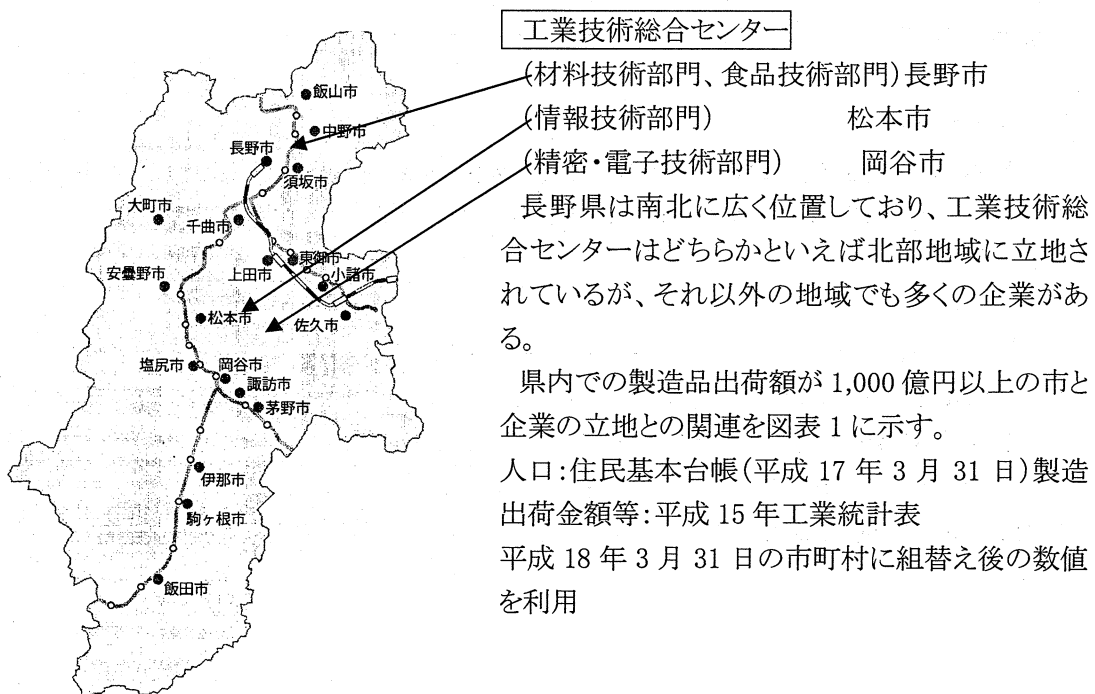 工業技術総合センター
(材料技術部門、食品技術部門)長野市
(情報技術部門) 松本市
(精密・電子技術部門) 岡谷市
長野県は南北に広く位置しており、工業技術総
合センターはどちらかといえば北部地域に立地さ
れているが、それ以外の地域でも多くの企業があ
る。
県内での製造品出荷額が 1,000 億円以上の市と
企業の立地との関連を図表 1 に示す。
人口:住民基本台帳(平成 17 年 3 月 31 日)製造
出荷金額等:平成 15 年工業統計表
平成 18 年 3 月 31 日の市町村に組替え後の数値
を利用
飯山市
中野市
長野市
須坂市
大町市
千曲市
上田市
東御市
小諸市
安曇野市
松本市
佐久市
塩尻市
岡谷市
諏訪市
茅野市
伊那市
駒ヶ根市
飯田市